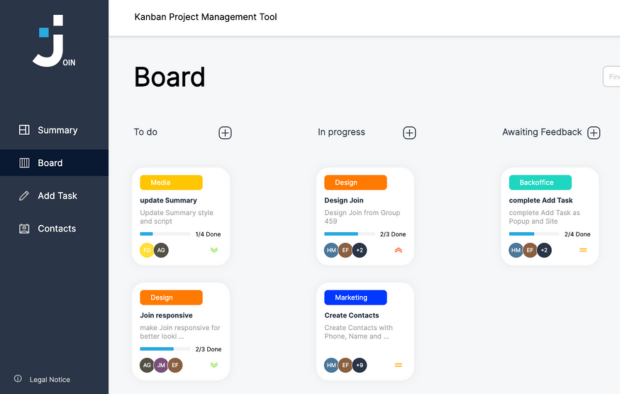 Join
Kanban Project Management Tool
Board
Summary
Board
Add Task
Contacts
Legal Notice
To do
In progress
Awaiting Feedback
Media
update Summary
Update Summary style
and script
1/4 Done
AG
Design
Join responsive
make Join responsive for
better looki ...
2/3 Done
AG JM EF
Design
Design Join
Design Join from Group
459
2/3 Done
HM EF +2
Marketing
Create Contacts
Create Contacts with
Phone, Name and ...
HM EF +9
Backoffice
complete Add Task
complete Add Task as
Popup and Site
2/4 Done
HM EF +2